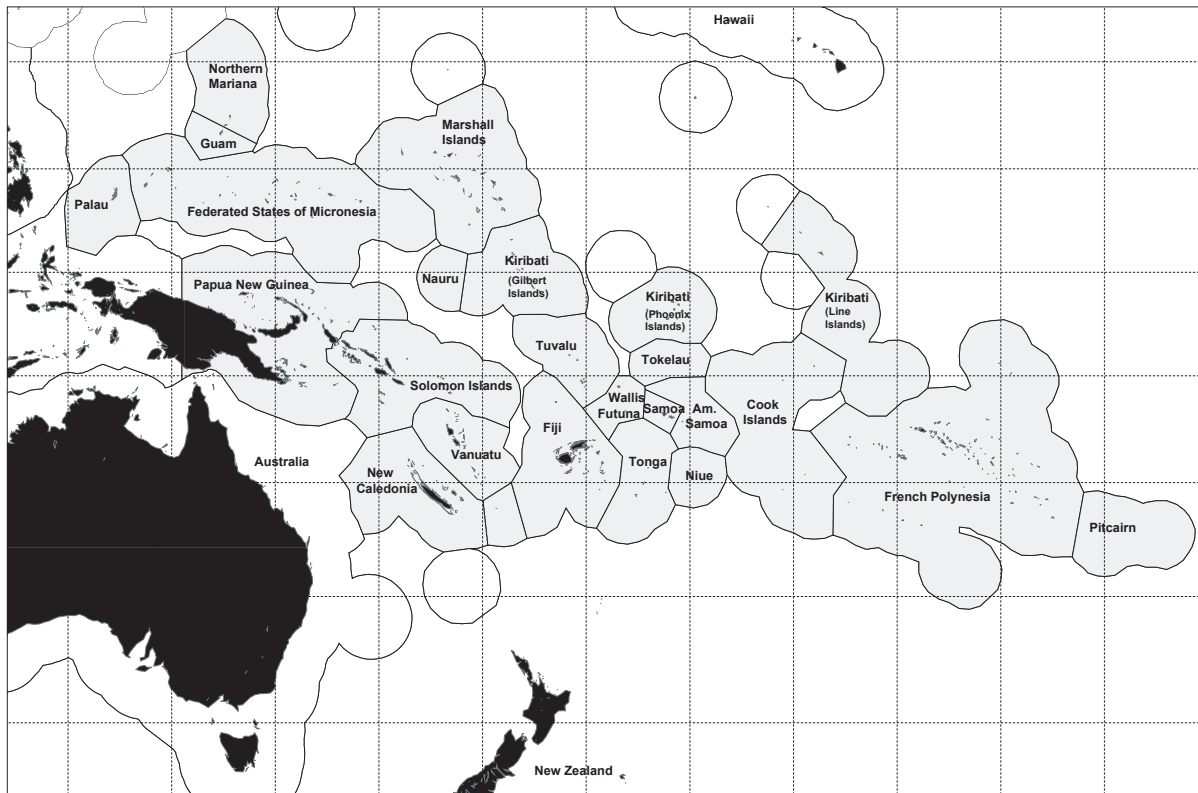 Hawaii
Northern
Mariana
Guam
Marshall
Islands
Palau
Federated States of Micronesia
Nauru
Kiribati
(Gilbert
Islands)
Papua New Guinea
Kiribati
(Phoenix
Islands)
Kiribati
(Line
Islands)
Tuvalu
Tokelau
Solomon Islands
Wallis
Futuna
Samoa
Am.
Samoa
Cook
Islands
Fiji
Vanuatu
Australia
New
Caledonia
Tonga
Niue
French Polynesia
Pitcairn
New Zealand